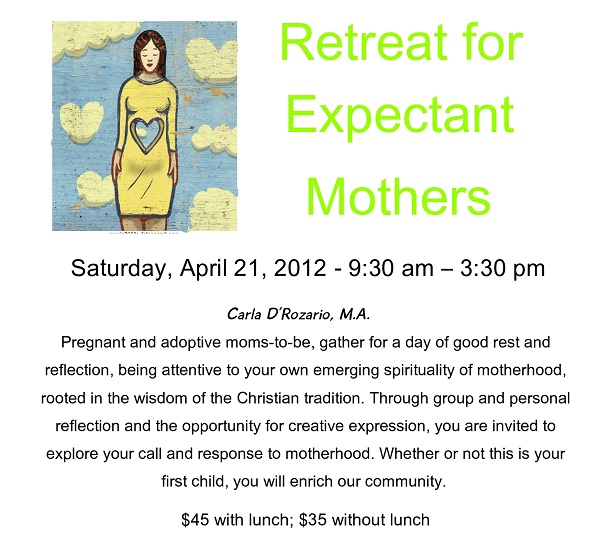 Retreat for
Expectant
Mothers
Saturday, April 21, 2012 - 9:30 am – 3:30 pm
Carla D'Rozario, M.A.
Pregnant and adoptive moms-to-be, gather for a day of good rest and
reflection, being attentive to your own emerging spirituality of motherhood,
rooted in the wisdom of the Christian tradition. Through group and personal
reflection and the opportunity for creative expression, you are invited to
explore your call and response to motherhood. Whether or not this is your
first child, you will enrich our community.
$45 with lunch; $35 without lunch